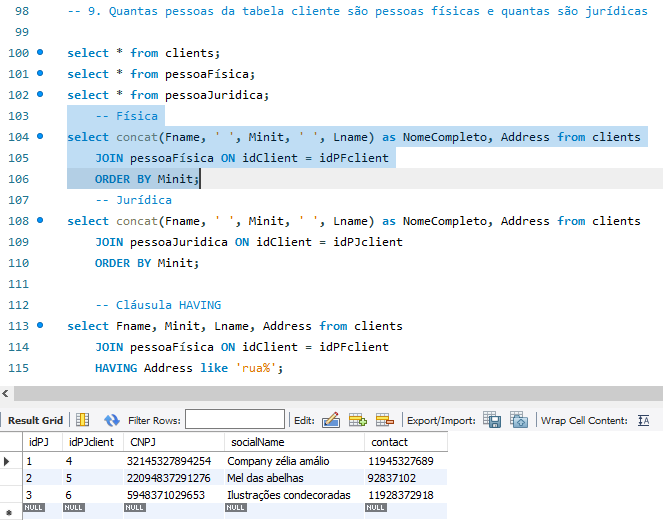 98 -- 9. Quantas pessoas da tabela cliente são pessoas físicas e quantas são jurídicas
99
100 select * from clients;
101 select * from pessoaFísica;
102 select * from pessoaJuridica;
103 -- Física
104 select concat(Fname, ' ', Minit, ' ', Lname) as NomeCompleto, Address from clients
105 JOIN pessoaFísica ON idClient = idPFclient
106 ORDER BY Minit;
107 -- Jurídica
108 select concat(Fname, ' ', Minit, ' ', Lname) as NomeCompleto, Address from clients
109 JOIN pessoaJuridica ON idClient = idPJclient
110 ORDER BY Minit;
111
112 -- Cláusula HAVING
113 select Fname, Minit, Lname, Address from clients
114 JOIN pessoaFísica ON idClient = idPFclient
115 HAVING Address like 'rua%';
Result Grid Filter Rows: Edit: Export/Import: Wrap Cell Content:
idPJ idPJclient CNPJ socialName contact
1 4 32145327894254 Company zélia amálio 11945327689
2 5 22094837291276 Mel das abelhas 92837102
3 6 5948371029653 Ilustrações condecoradas 11928372918
NULL NULL NULL NULL NULL